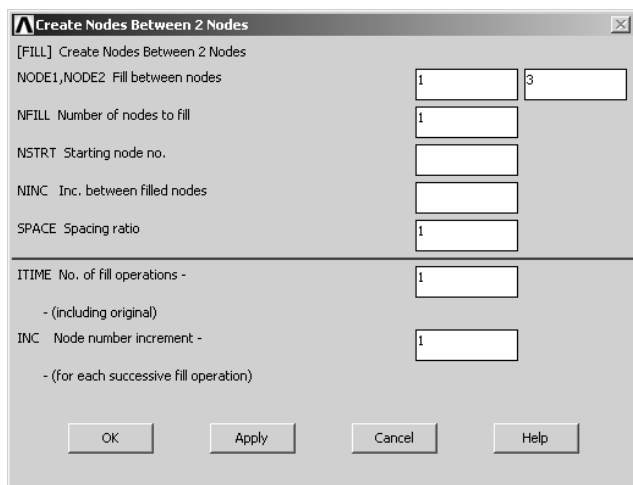 Create Nodes Between 2 Nodes
[FILL] Create Nodes Between 2 Nodes
NODE1,NODE2 Fill between nodes 1 3
NFILL Number of nodes to fill 1
NSTRT Starting node no.
NINC Inc. between filled nodes
SPACE Spacing ratio 1
ITIME No. of fill operations - 1
- (including original)
INC Node number increment - 1
- (for each successive fill operation)
OK Apply Cancel Help